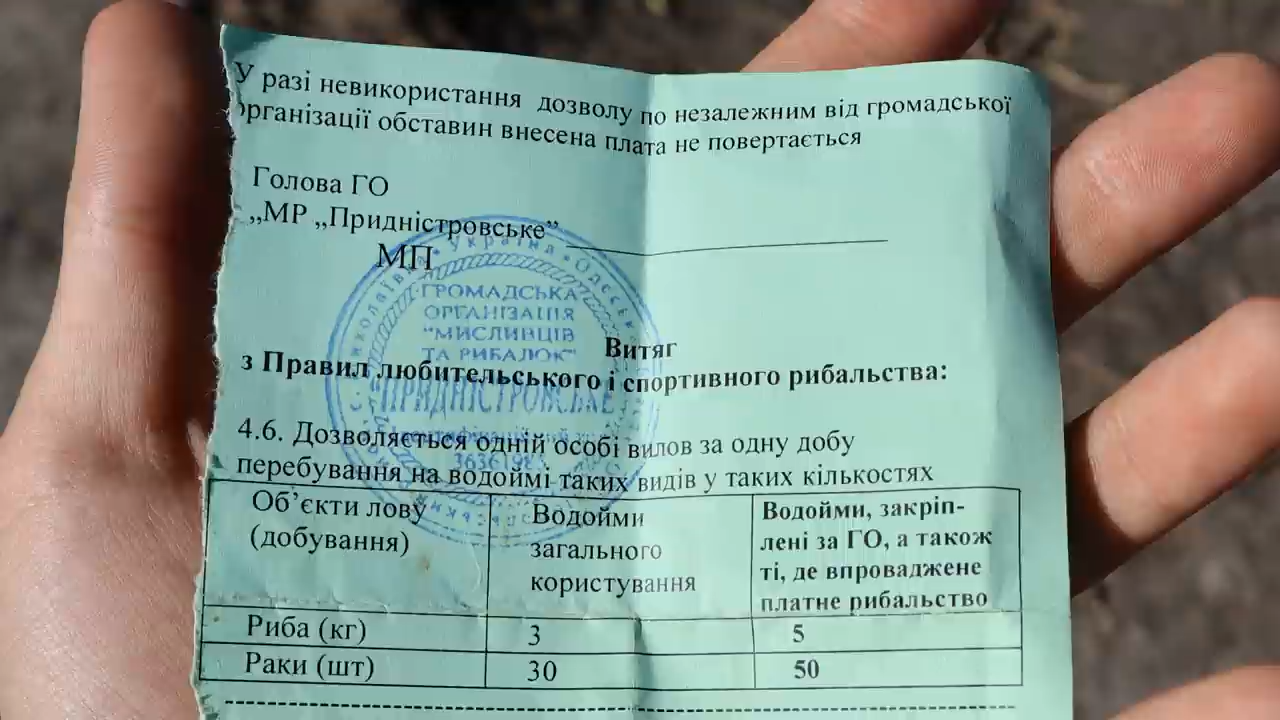 У разі невикористання дозволу по незалежним від громадської
організації обставин внесена плата не повертається
Голова ГО
„МР „Придністровське”
МП
Україна • Одеськ
ГРОМАДСЬКА
ОРГАНІЗАЦІЯ
"МИСЛИВЦІВ
ТА РИБАЛОК"
ПРИДНІСТРОВСЬКЕ
Витяг
з Правил любительського і спортивного рибальства:
4.6. Дозволяється одній особі вилов за одну добу
перебування на водоймі таких видів у таких кількостях
Об’єкти лову
(добування)
Водойми
загального
користування
Водойми, закріп-
лені за ГО, а також
ті, де впроваджене
платне рибальство
Риба (кг) 3 5
Раки (шт) 30 50